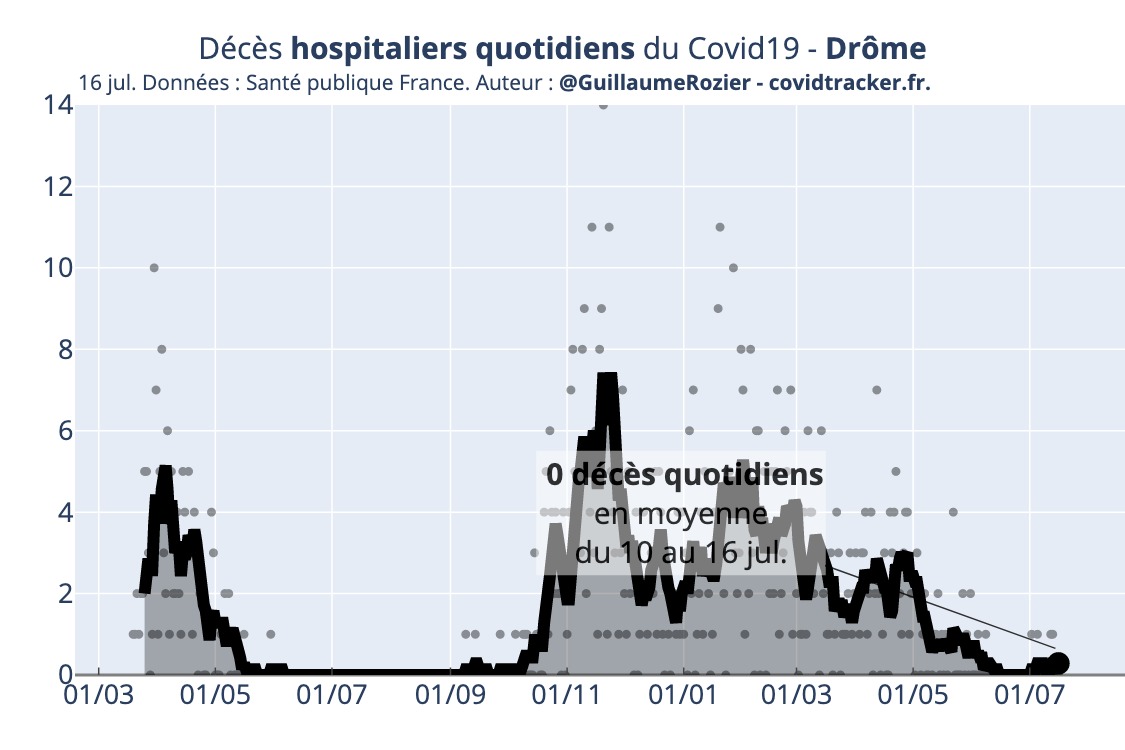 Décès hospitaliers quotidiens du Covid19 - Drôme
16 jul. Données : Santé publique France. Auteur : @GuillaumeRozier - covidtracker.fr.
14
12
10
8
6
4
2
0
0 décès quotidiens
en moyenne
du 10 au 16 jul.
01/03 01/05 01/07 01/09 01/11 01/01 01/03 01/05 01/07